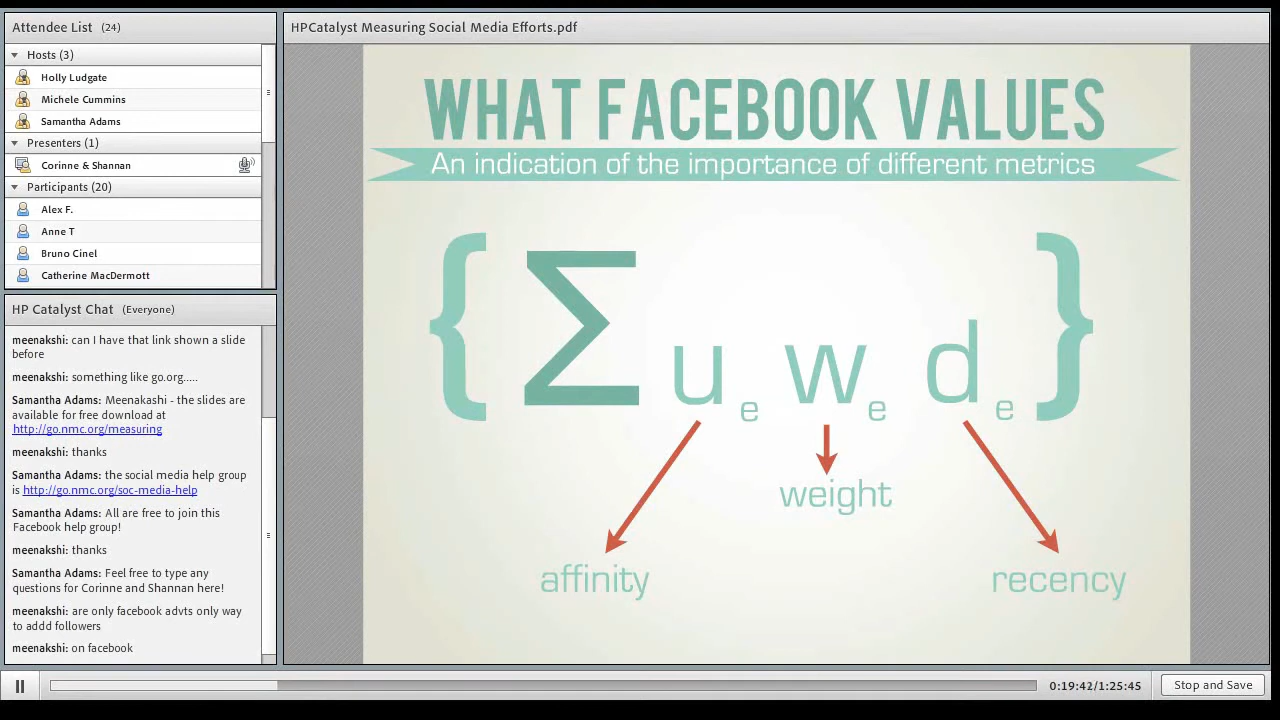 Attendee List (24)
Hosts (3)
Holly Ludgate
Michele Cummins
Samantha Adams
Presenters (1)
Corinne & Shannan
Participants (20)
Alex F.
Anne T
Bruno Cinel
Catherine MacDermott
HP Catalyst Chat (Everyone)
meenakshi: can I have that link shown a slide
before
meenakshi: something like go.org.....
Samantha Adams: Meenakashi - the slides are
available for free download at
http://go.nmc.org/measuring
meenakshi: thanks
Samantha Adams: the social media help group
is http://go.nmc.org/soc-media-help
Samantha Adams: All are free to join this
Facebook help group!
meenakshi: thanks
Samantha Adams: Feel free to type any
questions for Corinne and Shannan here!
meenakshi: are only facebook advts only way
to addd followers
meenakshi: on facebook
HPCatalyst Measuring Social Media Efforts.pdf
WHAT FACEBOOK VALUES
An indication of the importance of different metrics
{ Σ u e w e d e }
weight
affinity
recency
0:19:42/1:25:45
Stop and Save